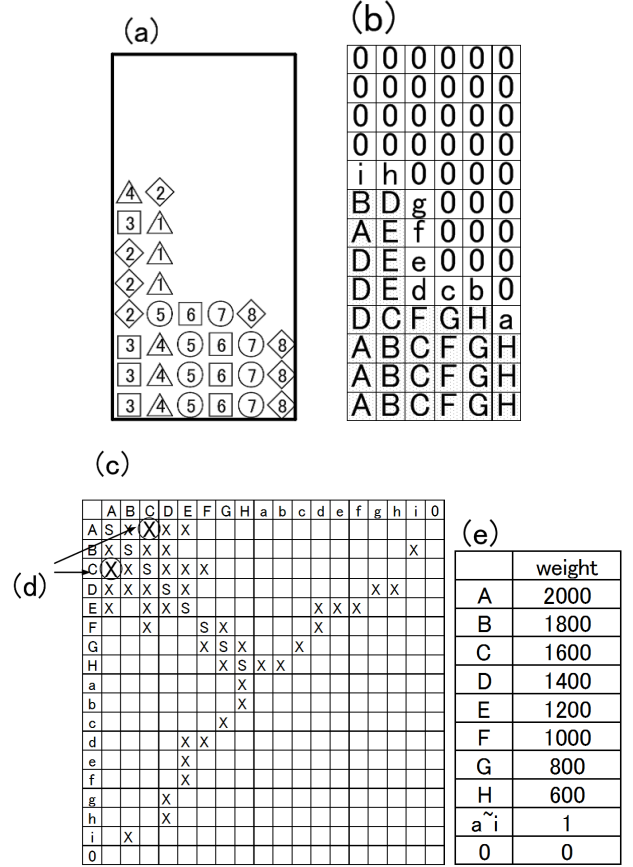 (a)
4 2
3 1
2 1
2 1
2 5 6 7 8
3 4 5 6 7 8
3 4 5 6 7 8
3 4 5 6 7 8
(b)
0 0 0 0 0 0
0 0 0 0 0 0
0 0 0 0 0 0
0 0 0 0 0 0
i h 0 0 0 0
B D g 0 0 0
A E f 0 0 0
D E e 0 0 0
D E d c b 0
D C F G H a
A B C F G H
A B C F G H
A B C F G H
(c)
A B C D E F G H a b c d e f g h i 0
A S X X X X
B X S X X X
C X X S X X X
D X X X S X X X
E X X X S X X X
F X S X X
G X S X X
H X S X X
a X
b X
c X
d X X
e X
f X
g X
h X
i X
0
(d)
(e)
weight
A 2000
B 1800
C 1600
D 1400
E 1200
F 1000
G 800
H 600
a~i 1
0 0